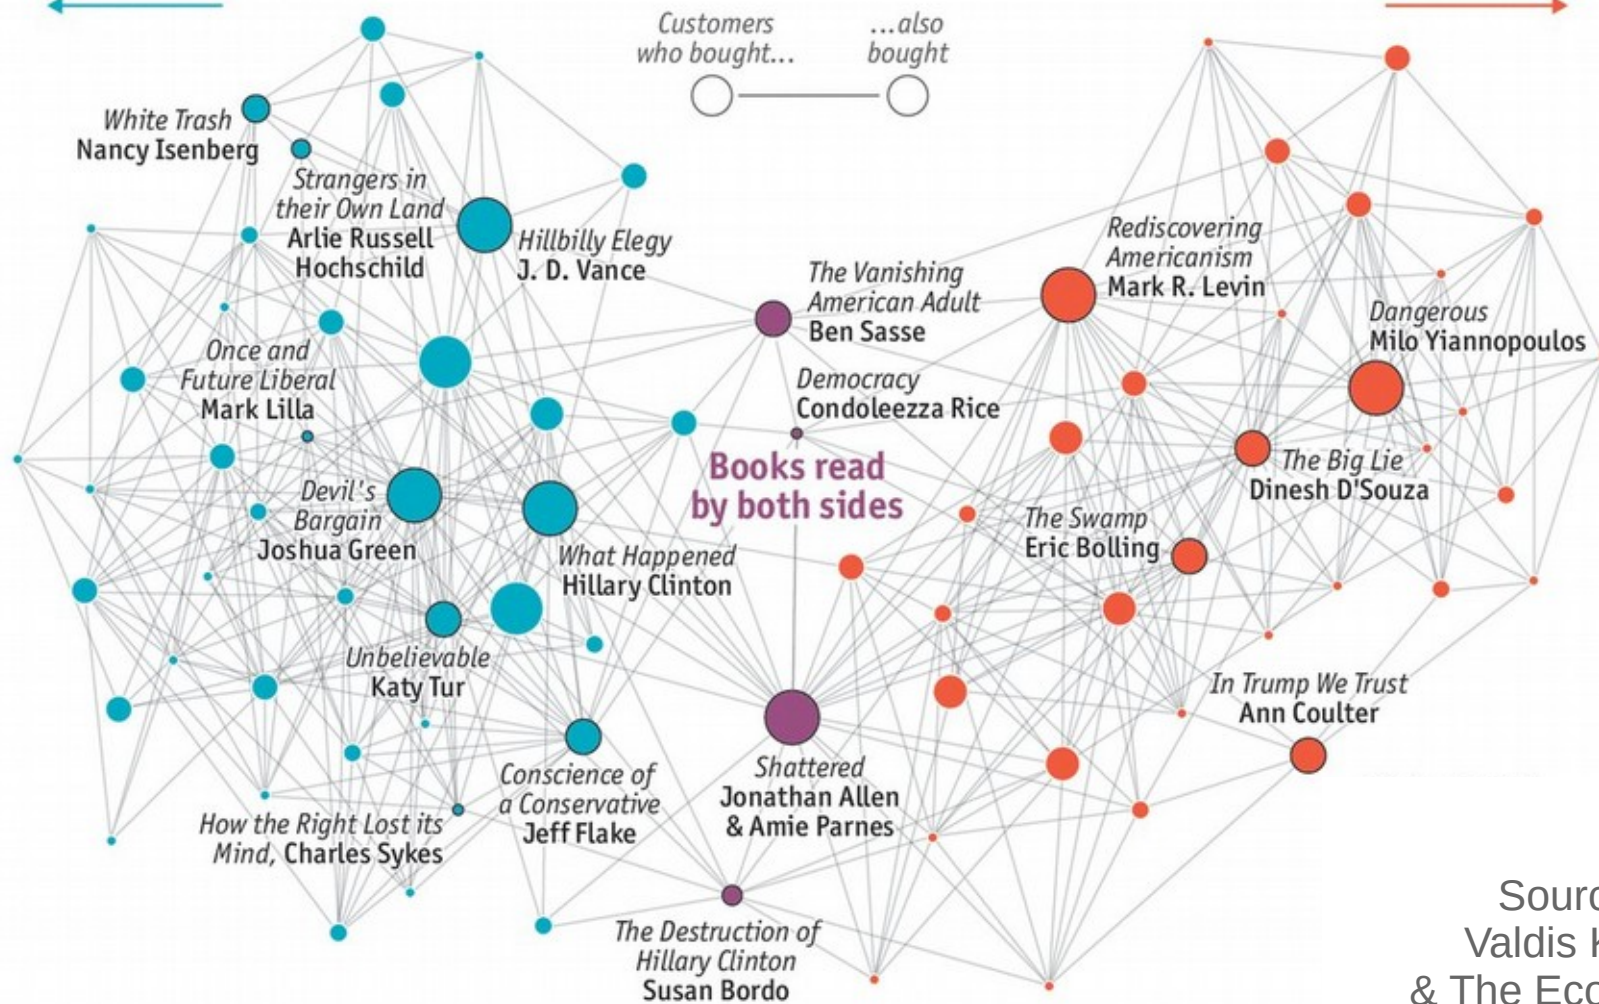 Customers
who bought...
...also
bought
White Trash
Nancy Isenberg
Strangers in
their Own Land
Arlie Russell
Hochschild
Hillbilly Elegy
J. D. Vance
The Vanishing
American Adult
Ben Sasse
Rediscovering
Americanism
Mark R. Levin
Dangerous
Milo Yiannopoulos
Once and
Future Liberal
Mark Lilla
Democracy
Condoleezza Rice
Books read
by both sides
The Big Lie
Dinesh D'Souza
Devil's
Bargain
Joshua Green
The Swamp
Eric Bolling
What Happened
Hillary Clinton
Unbelievable
Katy Tur
In Trump We Trust
Ann Coulter
Conscience of
a Conservative
Jeff Flake
Shattered
Jonathan Allen
& Amie Parnes
How the Right Lost its
Mind, Charles Sykes
The Destruction of
Hillary Clinton
Susan Bordo
Valdis
& The